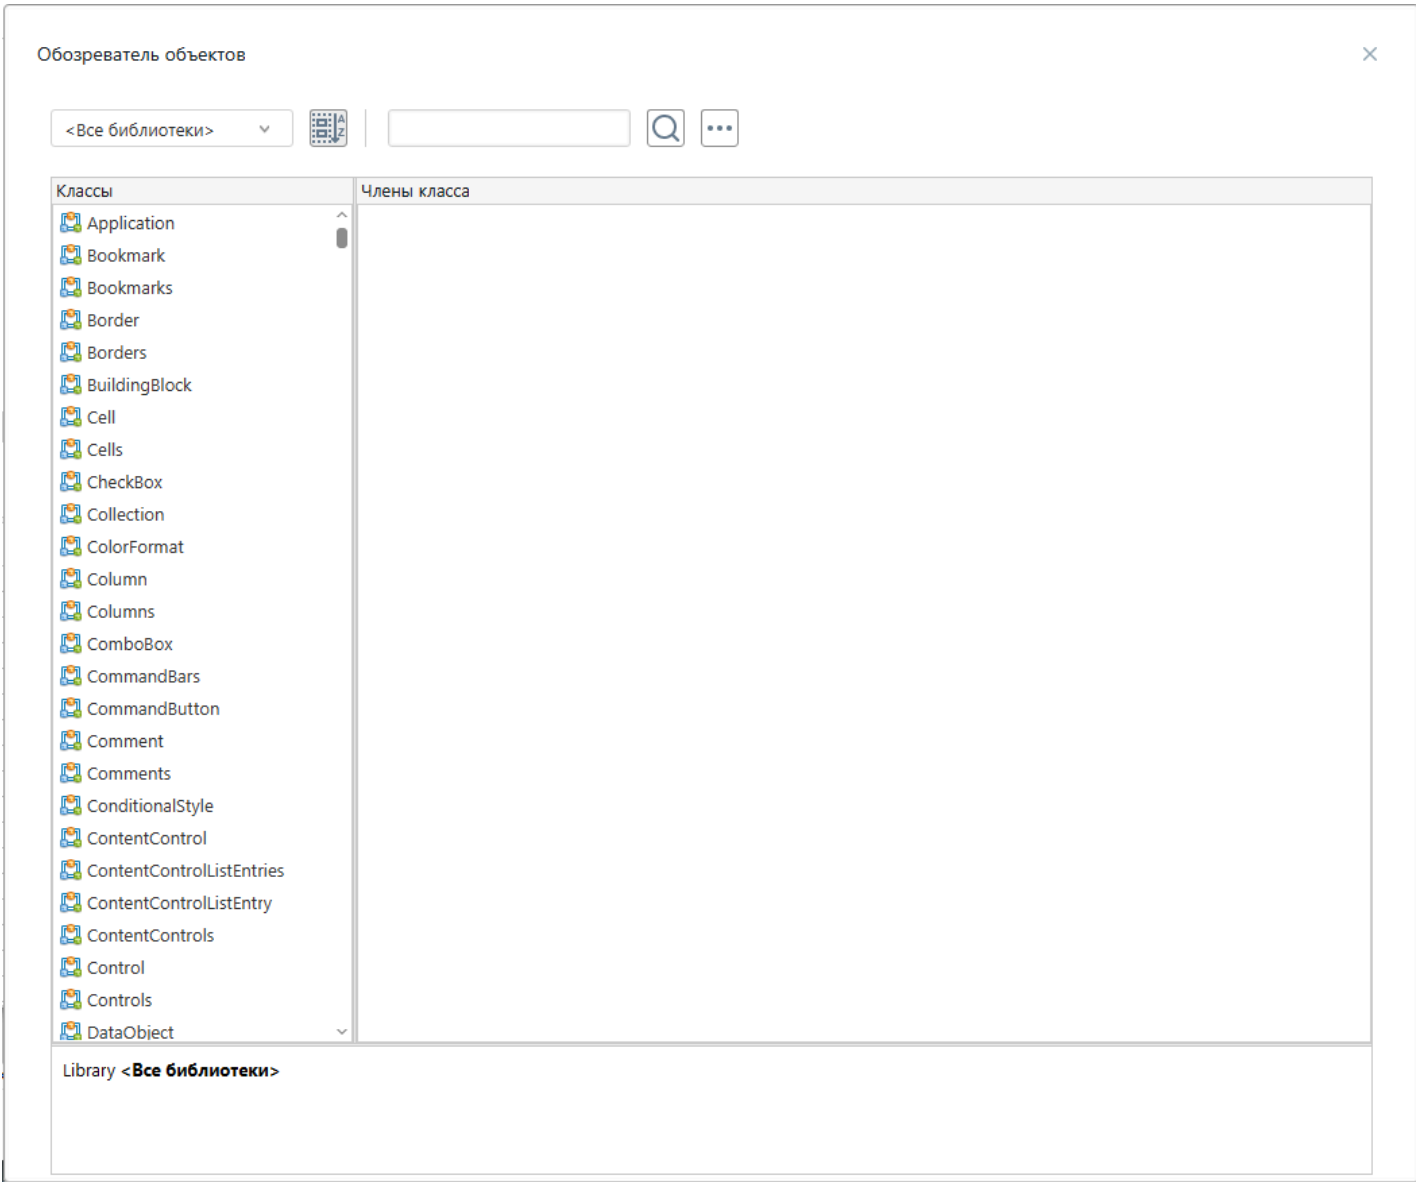 Обозреватель объектов
<Все библиотеки>
Классы
Члены класса
Application
Bookmark
Bookmarks
Border
Borders
BuildingBlock
Cell
Cells
CheckBox
Collection
ColorFormat
Column
Columns
ComboBox
CommandBars
CommandButton
Comment
Comments
ConditionalStyle
ContentControl
ContentControlListEntries
ContentControlListEntry
ContentControls
Control
Controls
DataObject
Library <Все библиотеки>